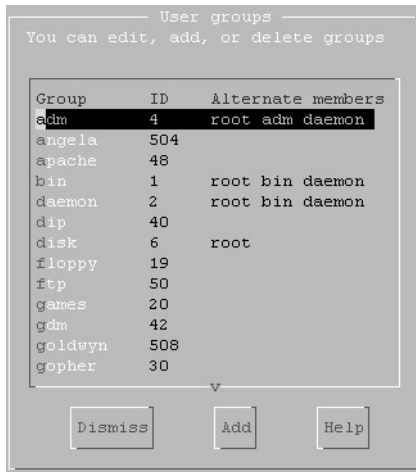 User groups
You can edit, add, or delete groups
Group ID Alternate members
adm 4 root adm daemon
angela 504
apache 48
bin 1 root bin daemon
daemon 2 root bin daemon
dip 40
disk 6 root
floppy 19
ftp 50
games 20
gdm 42
goldwyn 508
gopher 30
v
Dismiss Add Help